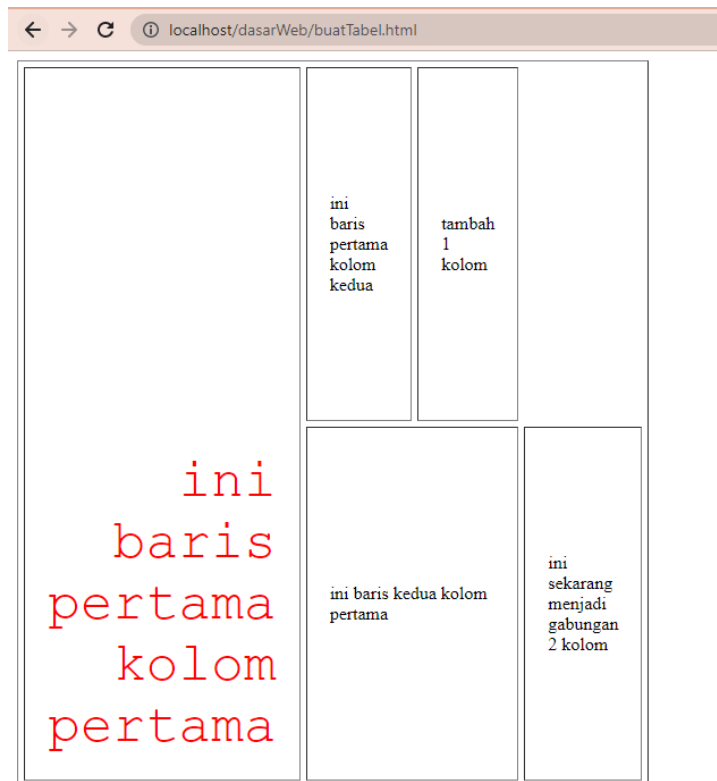 localhost/dasarWeb/buatTabel.html
ini
baris
pertama
kolom
kedua
tambah
1
kolom
ini
baris
pertama
kolom
pertama
ini baris kedua kolom
pertama
ini
sekarang
menjadi
gabungan
2 kolom